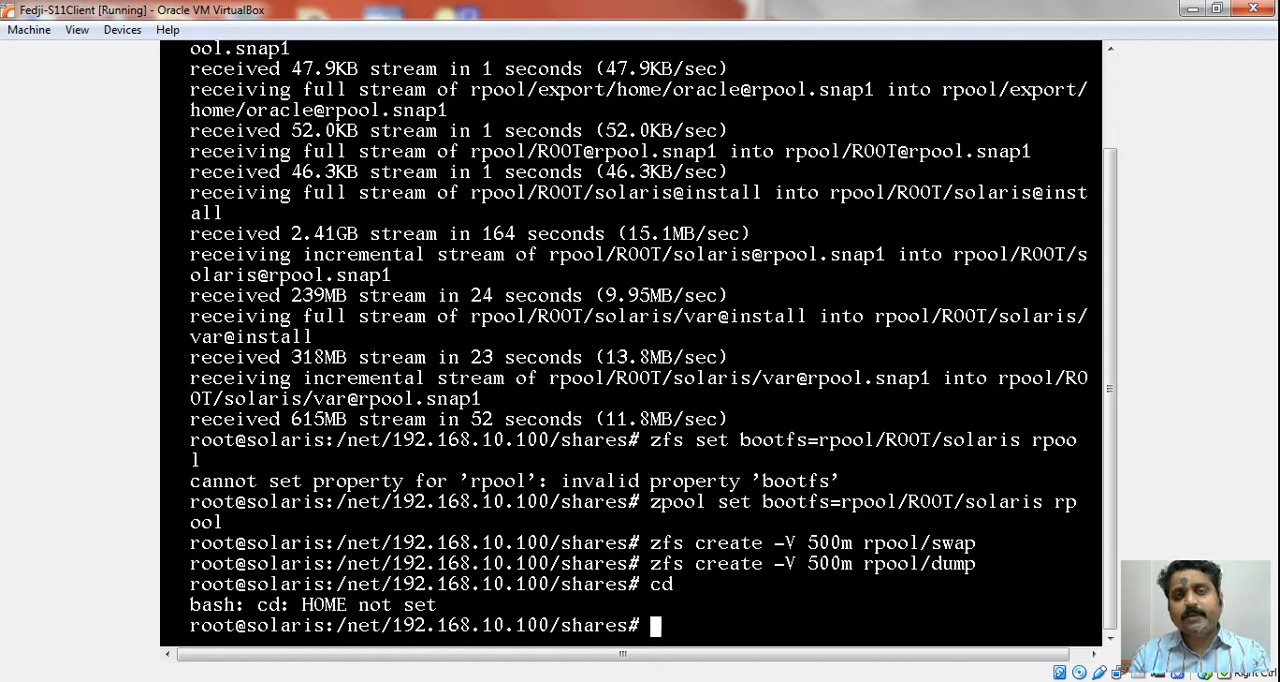 Fedji-S11Client [Running] - Oracle VM VirtualBox
Machine View Devices Help
ool.snap1
received 47.9KB stream in 1 seconds (47.9KB/sec)
receiving full stream of rpool/export/home/oracle@rpool.snap1 into rpool/export/
home/oracle@rpool.snap1
received 52.0KB stream in 1 seconds (52.0KB/sec)
receiving full stream of rpool/ROOT@rpool.snap1 into rpool/ROOT@rpool.snap1
received 46.3KB stream in 1 seconds (46.3KB/sec)
receiving full stream of rpool/ROOT/solaris@install into rpool/ROOT/solaris@inst
all
received 2.41GB stream in 164 seconds (15.1MB/sec)
receiving incremental stream of rpool/ROOT/solaris@rpool.snap1 into rpool/ROOT/s
olaris@rpool.snap1
received 239MB stream in 24 seconds (9.95MB/sec)
receiving full stream of rpool/ROOT/solaris/var@install into rpool/ROOT/solaris/
var@install
received 318MB stream in 23 seconds (13.8MB/sec)
receiving incremental stream of rpool/ROOT/solaris/var@rpool.snap1 into rpool/RO
OT/solaris/var@rpool.snap1
received 615MB stream in 52 seconds (11.8MB/sec)
root@solaris:/net/192.168.10.100/shares# zfs set bootfs=rpool/ROOT/solaris rpoo
l
cannot set property for 'rpool': invalid property 'bootfs'
root@solaris:/net/192.168.10.100/shares# zpool set bootfs=rpool/ROOT/solaris rp
ool
root@solaris:/net/192.168.10.100/shares# zfs create -V 500m rpool/swap
root@solaris:/net/192.168.10.100/shares# zfs create -V 500m rpool/dump
root@solaris:/net/192.168.10.100/shares# cd
bash: cd: HOME not set
root@solaris:/net/192.168.10.100/shares#
Right Ctrl